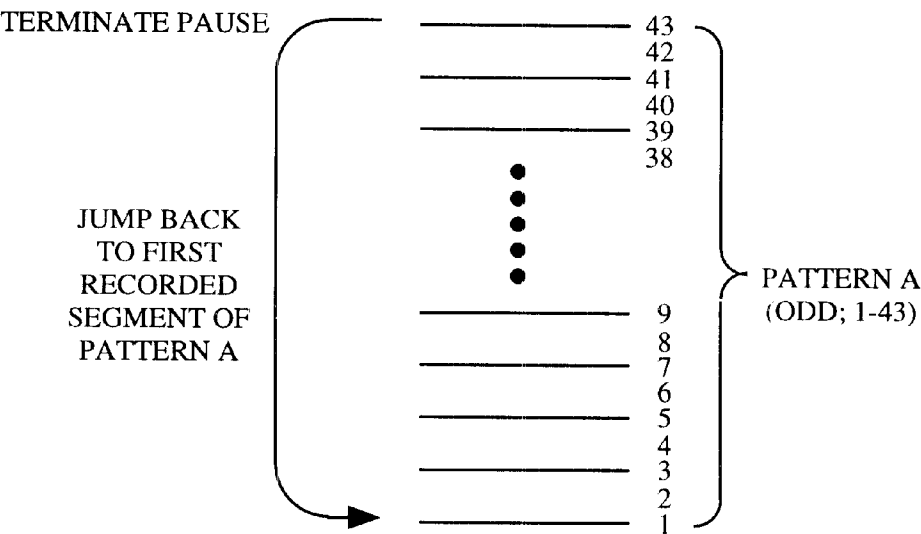 TERMINATE PAUSE
43
42
41
40
39
38
JUMP BACK
TO FIRST
RECORDED
SEGMENT OF
PATTERN A
PATTERN A
(ODD; 1-43)
9
8
7
6
5
4
3
2
1